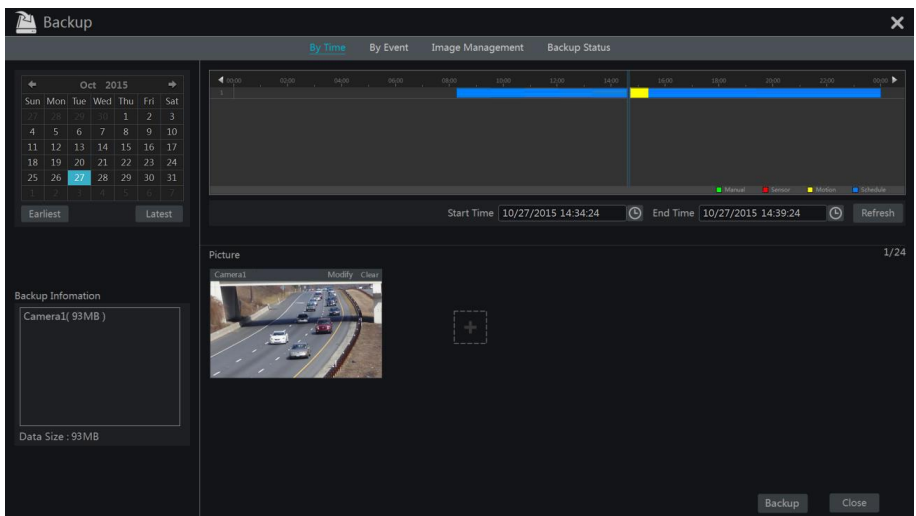 Backup
By Time By Event Image Management Backup Status
Oct 2015
Sun Mon Tue Wed Thu Fri Sat
27 28 29 30 1 2 3
4 5 6 7 8 9 10
11 12 13 14 15 16 17
18 19 20 21 22 23 24
25 26 27 28 29 30 31
1 2 3 4 5 6 7
Earliest Latest
00:00 02:00 04:00 06:00 08:00 10:00 12:00 14:00 16:00 18:00 20:00 22:00 00:00
1
Manual Sensor Motion Schedule
Start Time 10/27/2015 14:34:24 End Time 10/27/2015 14:39:24 Refresh
Picture 1/24
Camera1 Modify Clear
Backup Infomation
Camera1( 93MB )
Data Size : 93MB
Backup Close